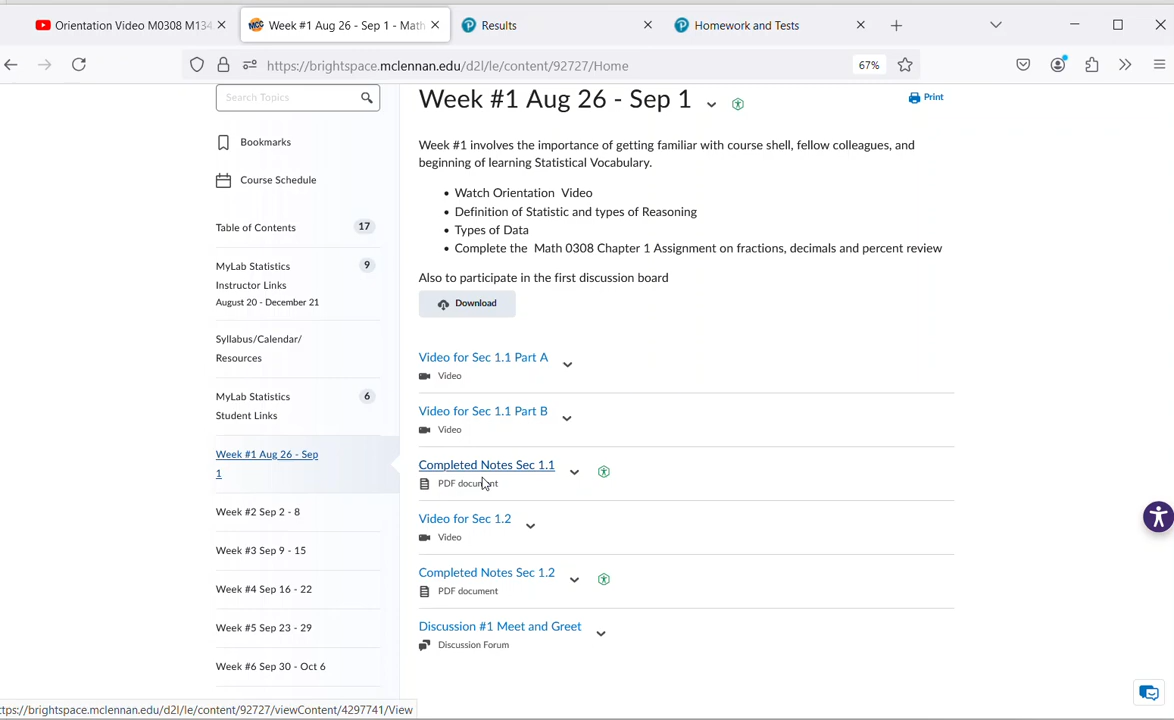 Orientation Video M0308 M134
Week #1 Aug 26 - Sep 1 - Math
Results
Homework and Tests
https://brightspace.mclennan.edu/d2l/le/content/92727/Home
67%
Search Topics
Week #1 Aug 26 - Sep 1
Print
Bookmarks
Course Schedule
Table of Contents
17
MyLab Statistics
Instructor Links
August 20 - December 21
9
Syllabus/Calendar/
Resources
MyLab Statistics
Student Links
6
Week #1 Aug 26 - Sep
1
Week #2 Sep 2 - 8
Week #3 Sep 9 - 15
Week #4 Sep 16 - 22
Week #5 Sep 23 - 29
Week #6 Sep 30 - Oct 6
Week #1 involves the importance of getting familiar with course shell, fellow colleagues, and
beginning of learning Statistical Vocabulary.
• Watch Orientation Video
• Definition of Statistic and types of Reasoning
• Types of Data
• Complete the Math 0308 Chapter 1 Assignment on fractions, decimals and percent review
Also to participate in the first discussion board
Download
Video for Sec 1.1 Part A
Video
Video for Sec 1.1 Part B
Video
Completed Notes Sec 1.1
PDF document
Video for Sec 1.2
Video
Completed Notes Sec 1.2
PDF document
Discussion #1 Meet and Greet
Discussion Forum
ttps://brightspace.mclennan.edu/d2l/le/content/92727/viewContent/4297741/View